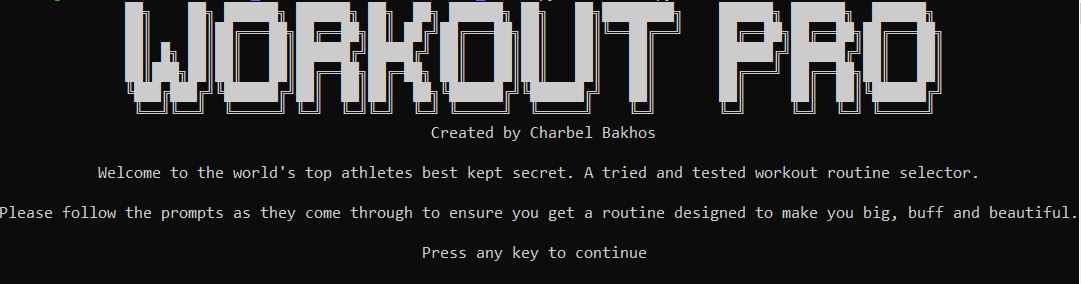 WORKOUT PRO
Created by Charbel Bakhos
Welcome to the world's top athletes best kept secret. A tried and tested workout routine selector.
Please follow the prompts as they come through to ensure you get a routine designed to make you big, buff and beautiful.
Press any key to continue